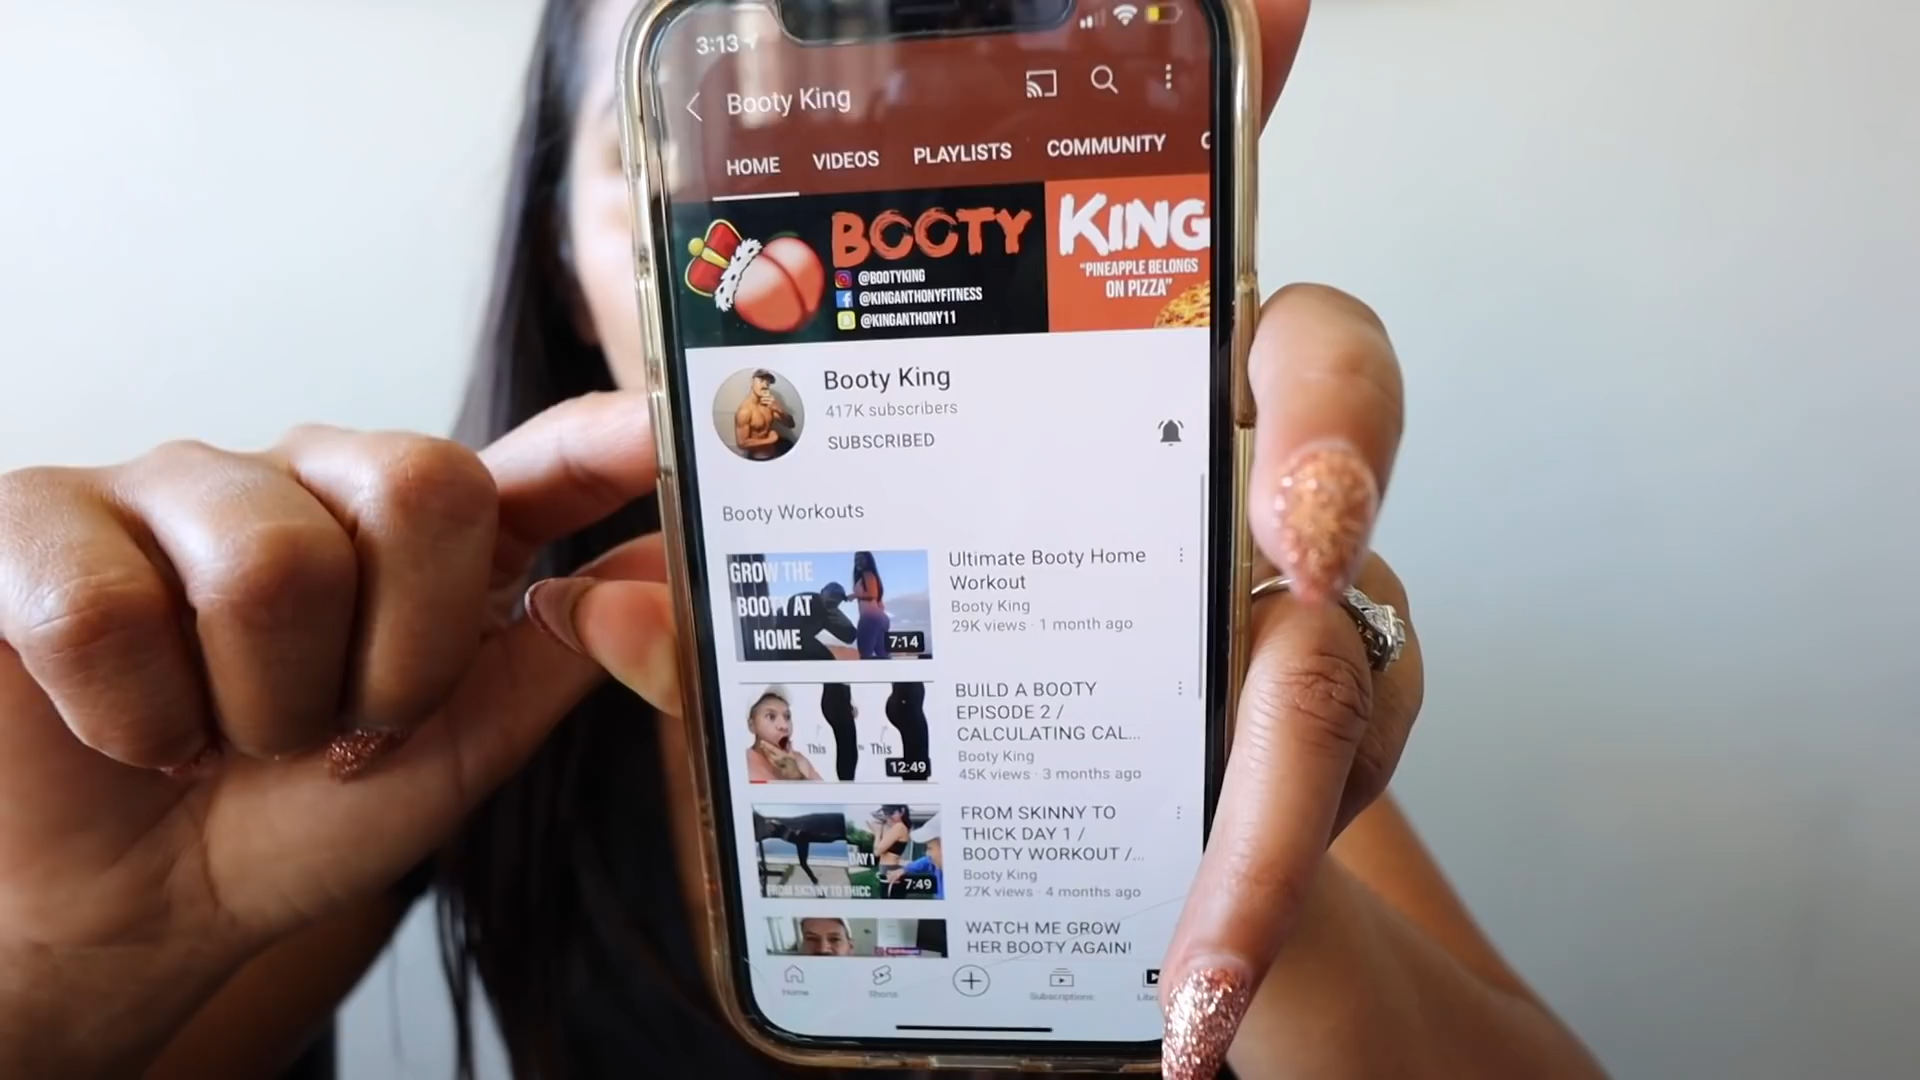 3:13
Booty King
HOME VIDEOS PLAYLISTS COMMUNITY
BOOTY
@BOOTYKING
@KINGANTHONYFITNESS
@KINGANTHONY11
KING
"PINEAPPLE BELONGS
ON PIZZA"
Booty King
417K subscribers
SUBSCRIBED
Booty Workouts
GROW THE
BOOTY AT
HOME
7:14
Ultimate Booty Home
Workout
Booty King
29K views · 1 month ago
This vs This
12:49
BUILD A BOOTY
EPISODE 2 /
CALCULATING CAL...
Booty King
45K views · 3 months ago
DAY 1
FROM SKINNY TO THICC
7:49
FROM SKINNY TO
THICK DAY 1 /
BOOTY WORKOUT /...
Booty King
27K views · 4 months ago
WATCH ME GROW
HER BOOTY AGAIN!
Home Shorts Subscriptions